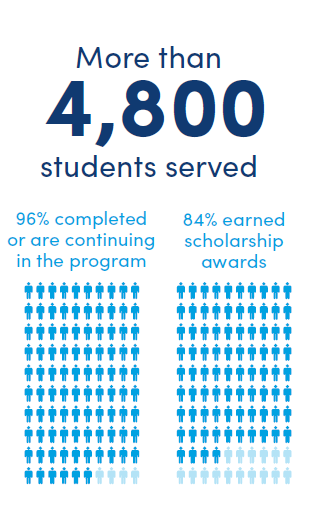 More than
4,800
students served
96% completed
or are continuing
in the program
84% earned
scholarship
awards